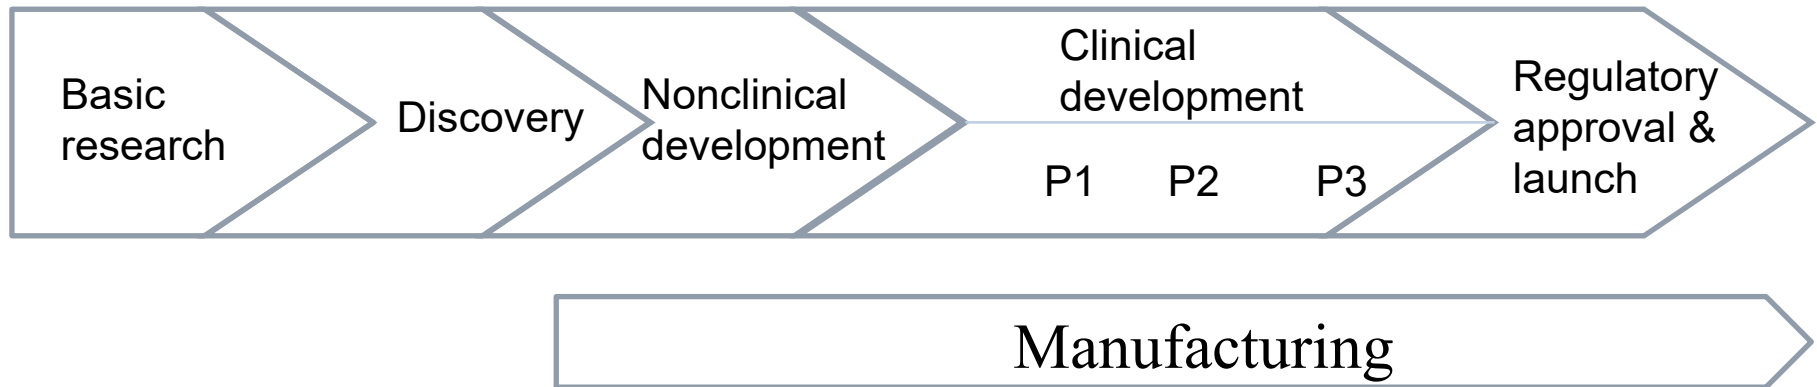 Basic
research
Discovery
Nonclinical
development
Clinical
development
P1 P2 P3
Regulatory
approval &
launch
Manufacturing